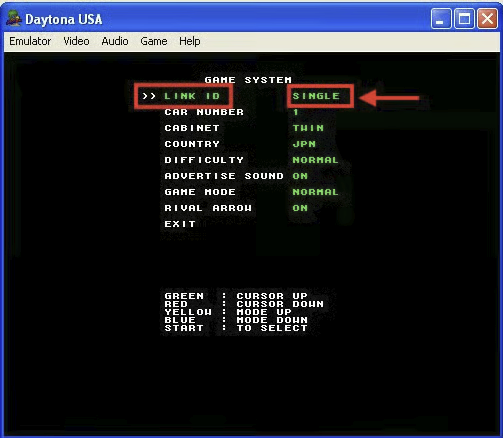 Daytona USA
Emulator Video Audio Game Help
GAME SYSTEM
>> LINK ID SINGLE
CAR NUMBER 1
CABINET TWIN
COUNTRY JPN
DIFFICULTY NORMAL
ADVERTISE SOUND ON
GAME MODE NORMAL
RIVAL ARROW ON
EXIT
GREEN : CURSOR UP
RED : CURSOR DOWN
YELLOW : MODE UP
BLUE : MODE DOWN
START : TO SELECT